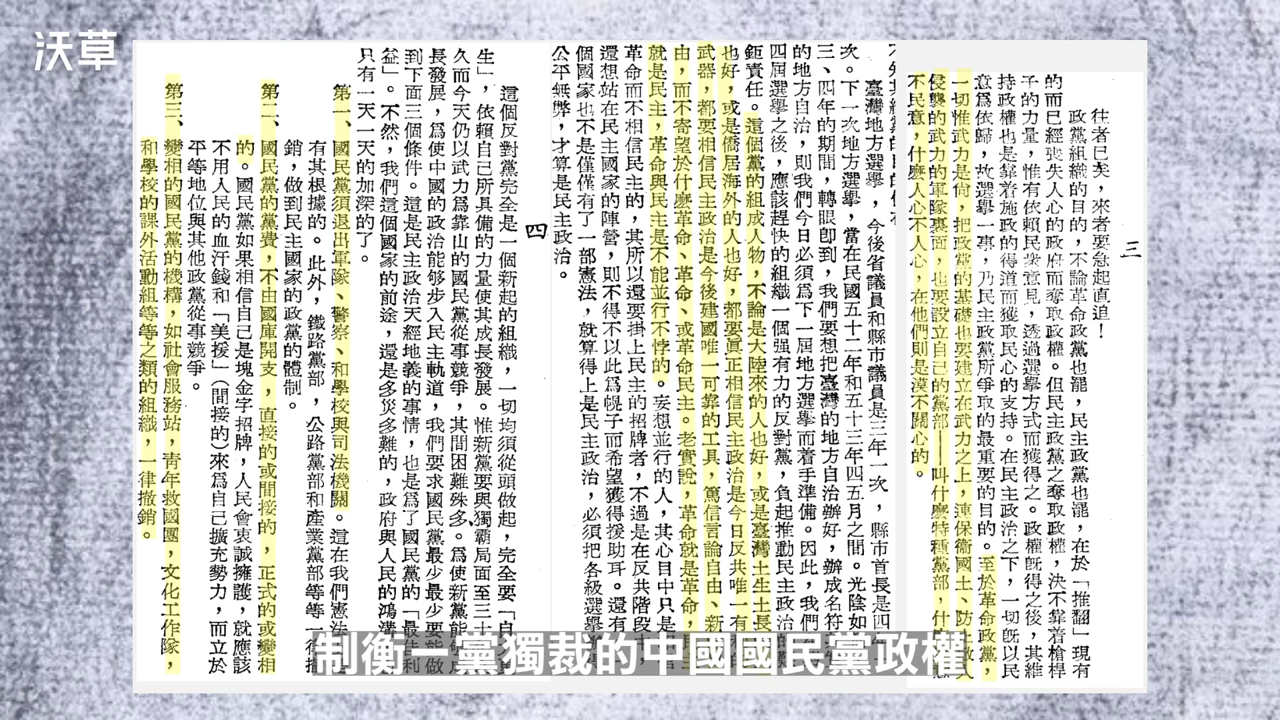 沃草
三
往者已矣，來者要急起直追！
政黨組織的目的，不論革命政黨也罷，民主政黨也罷，在於「推翻」現有
的而已經喪失人心的政府而奪取政權。但民主政黨之奪取政權，決不靠着槍桿
子的力量，惟有依賴民衆意見，透過選舉方式而獲得之。政權旣得之後，其維
持政權也是靠着施政的得道而獲取民心的支持。在民主政治之下，一切旣以民
意爲依歸，故選舉一事，乃民主政黨所爭取的最重要的目的。至於革命政黨，
一切惟武力是尙，把政黨的基礎也要建立在武力之上，連保衞國土、防止敵人
侵襲的武力的軍隊裏面，也要設立自己的黨部——叫什麼特種黨部，什
不民意，什麼人心不人心，在他們則是漠不關心的。
臺灣地方選舉，今後省議員和縣市議員是三年一次，縣市首長是四
次。下一次地方選舉，當在民國五十二年和五十三年四五月之間。光陰如
三、四年的期間，轉眼卽到，我們要想把臺灣的地方自治辦好，辦成名符
的地方自治，則我們今日必須爲下一屆地方選舉而着手準備。因此，我們
四屆選舉之後，應該趕快的組織一個強有力的反對黨，負起推動民主政治
鉅責任。這個黨的組成人物，不論是大陸來的人也好，或是臺灣土生土長
也好，或是僑居海外的人也好，都要眞正相信民主政治是今日反共唯一有
武器，都要相信民主政治是今後建國唯一可靠的工具，篤信言論自由、新
由，而不寄望於什麼革命、革命、或革命民主。老實說，革命就是革命，
就是民主，革命與民主是不能並行不悖的。妄想並行的人，其心目中只是
革命而不相信民主的，其所以還要掛上民主的招牌者，不過是在反共階段
還想站在民主國家的陣營，則不得不以此爲幌子而希望獲得援助耳。還有
個國家也不是僅僅有了一部憲法，就算得上是民主政治，必須把各級選舉
公平無弊，才算是民主政治。
四
這個反對黨完全是一個新起的組織，一切均須從頭做起，完全要「自
生」，依賴自己所具備的力量使其成長發展。惟新黨要與獨霸局面至三十
久而今天仍以武力爲靠山的國民黨從事競爭，其間困難殊多。爲使新黨能
長發展，爲使中國的政治能够步入民主軌道，我們要求國民黨最少最少要能做
到下面三個條件。這是民主政治天經地義的事情，也是爲了國民黨的「最佳利
益」。不然，我們這個國家的前途，還是多災多難的，政府與人民的鴻溝
只有一天一天的加深的了。
第一、國民黨須退出軍隊、警察、和學校與司法機關。這在我們憲法
有其根據的。此外，鐵路黨部，公路黨部和產業黨部等等一律撤
銷，做到民主國家的政黨的體制。
第二、國民黨的黨費，不由國庫開支，直接的或間接的，正式的或變相
的。國民黨如果相信自己是塊金字招牌，人民會衷誠擁護，就應該
不用人民的血汗錢和「美援」（間接的）來爲自己擴充勢力，而立於
平等地位與其他政黨從事競爭。
第三、變相的國民黨的機構，如社會服務站，青年救國團，文化工作隊，
和學校的課外活動組等等之類的組織，一律撤銷。
制衡一黨獨裁的中國國民黨政權